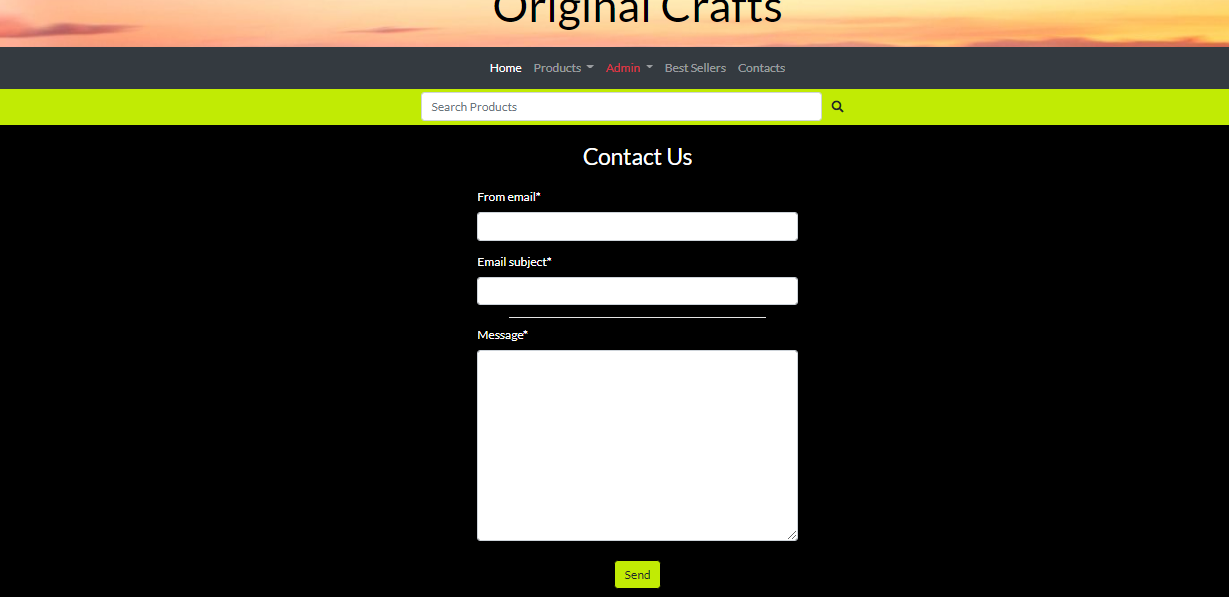 Original Crafts
Home Products Admin Best Sellers Contacts
Search Products
Contact Us
From email*
Email subject*
Message*
Send